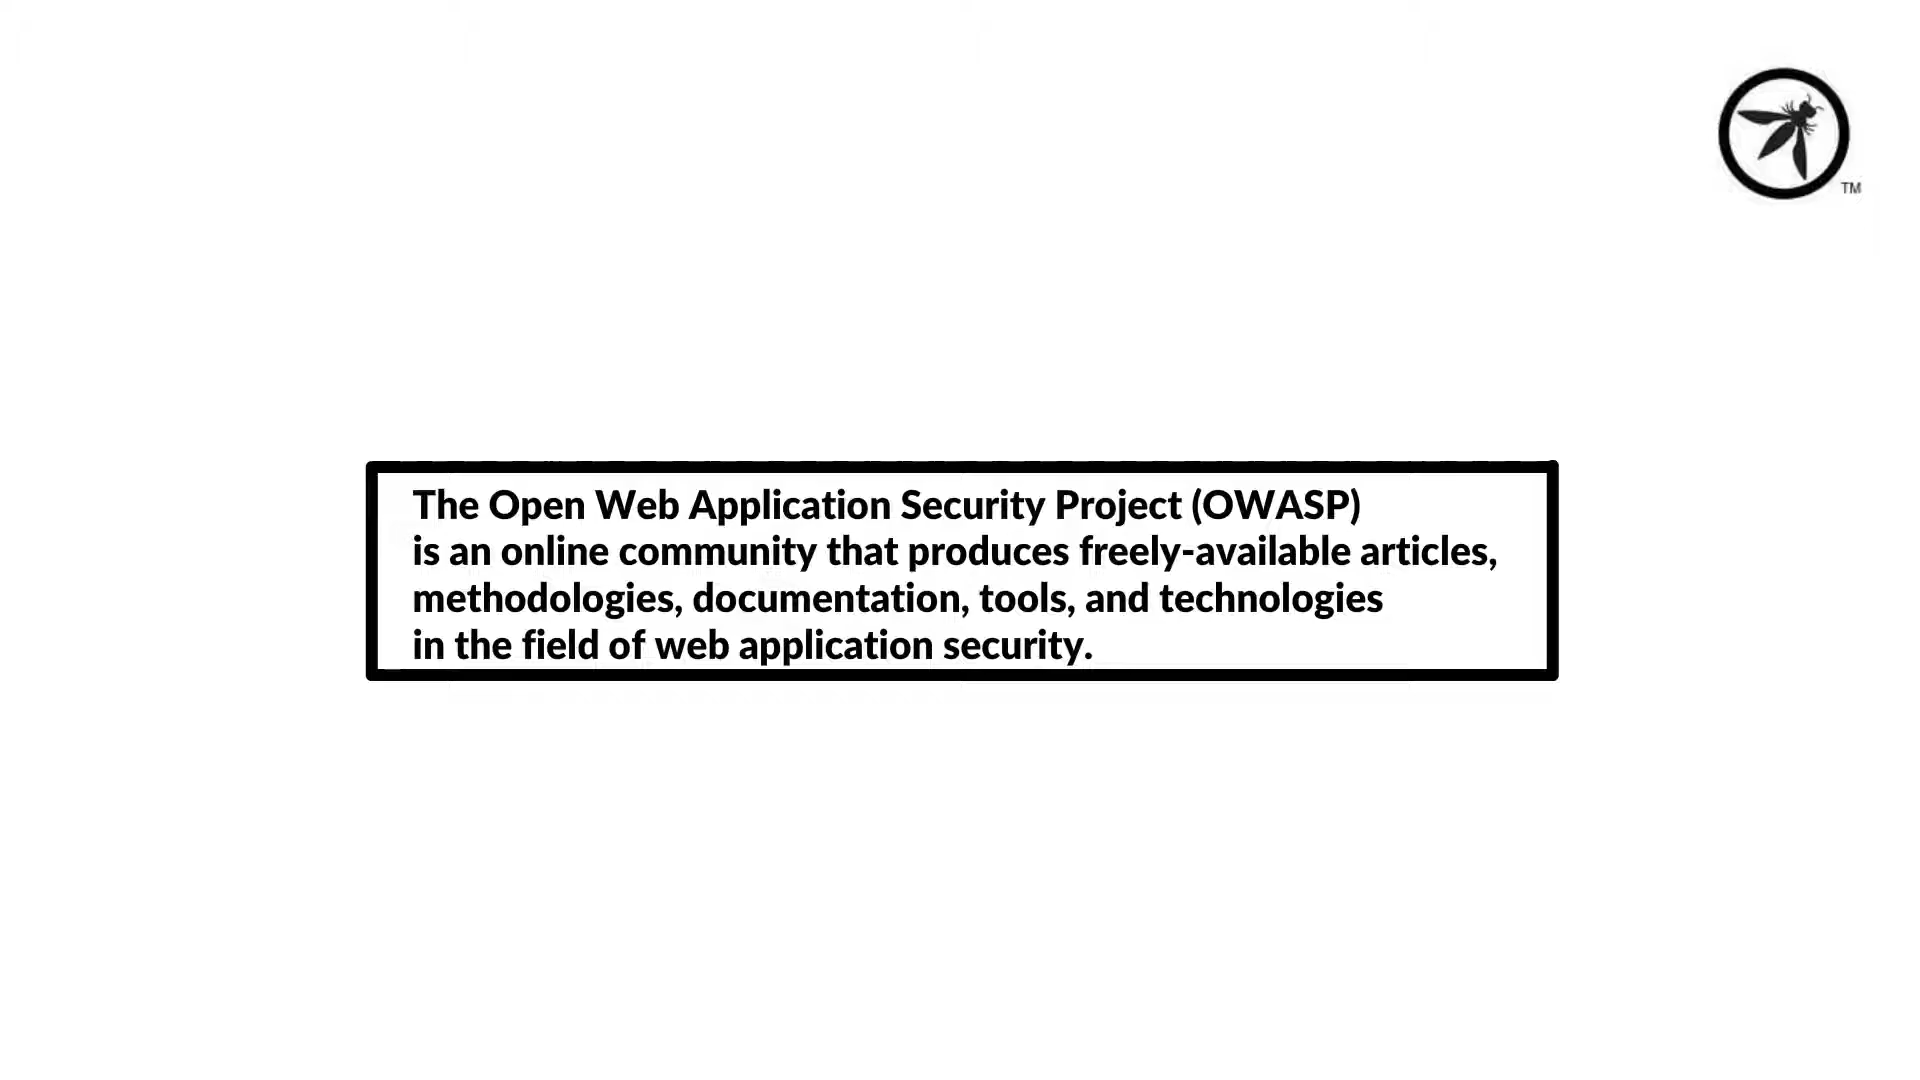 TM
The Open Web Application Security Project (OWASP)
is an online community that produces freely-available articles,
methodologies, documentation, tools, and technologies
in the field of web application security.